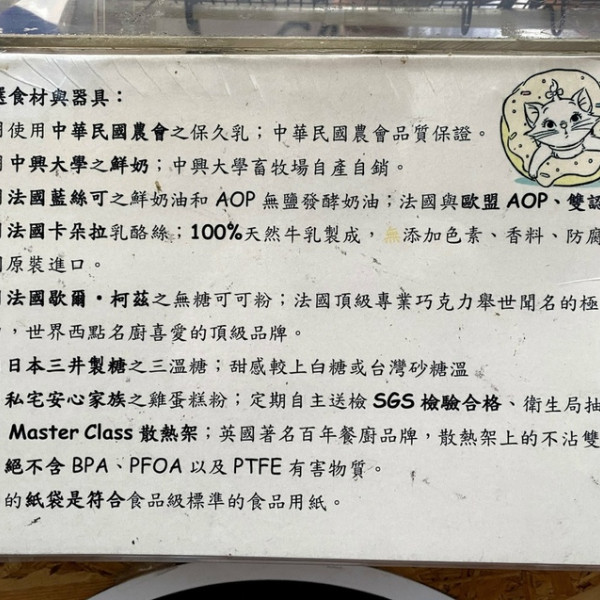 食材與器具：
使用中華民國農會之保久乳；中華民國農會品質保證。
中興大學之鮮奶；中興大學畜牧場自產自銷。
法國藍絲可之鮮奶油和 AOP 無鹽發酵奶油；法國與歐盟 AOP、雙認
法國卡朵拉乳酪絲；100%天然牛乳製成，無添加色素、香料、防腐
原裝進口。
法國歌爾・柯茲之無糖可可粉；法國頂級專業巧克力舉世聞名的極
，世界西點名廚喜愛的頂級品牌。
日本三井製糖之三溫糖；甜感較上白糖或台灣砂糖溫
私宅安心家族之雞蛋糕粉；定期自主送檢 SGS 檢驗合格、衛生局抽
Master Class 散熱架；英國著名百年餐廚品牌，散熱架上的不沾雙
絕不含 BPA、PFOA 以及 PTFE 有害物質。
的紙袋是符合食品級標準的食品用紙。